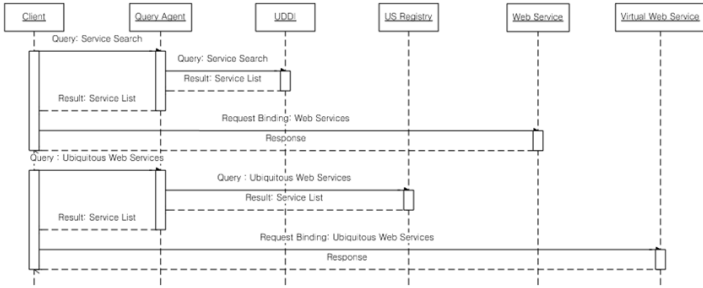 Client
Query Agent
UDDI
US Registry
Web Service
Virtual Web Service
Query: Service Search
Query: Service Search
Result: Service List
Result: Service List
Request Binding: Web Services
Response
Query : Ubiquitous Web Services
Query : Ubiquitous Web Services
Result: Service List
Result: Service List
Request Binding: Ubiquitous Web Services
Response